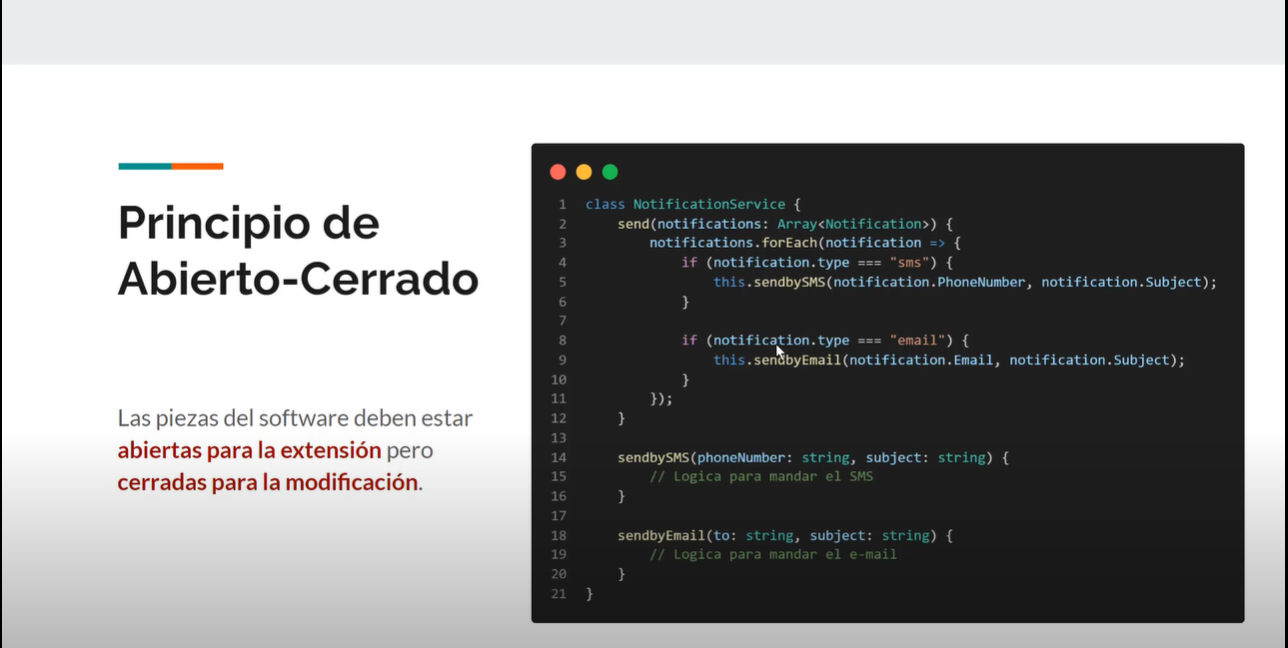 Principio de
Abierto-Cerrado
Las piezas del software deben estar
abiertas para la extensión pero
cerradas para la modificación.
1 class NotificationService {
2     send(notifications: Array<Notification>) {
3         notifications.forEach(notification => {
4             if (notification.type === "sms") {
5                 this.sendbySMS(notification.PhoneNumber, notification.Subject);
6             }
7
8             if (notification.type === "email") {
9                 this.sendbyEmail(notification.Email, notification.Subject);
10             }
11         });
12     }
13
14     sendbySMS(phoneNumber: string, subject: string) {
15         // Logica para mandar el SMS
16     }
17
18     sendbyEmail(to: string, subject: string) {
19         // Logica para mandar el e-mail
20     }
21 }